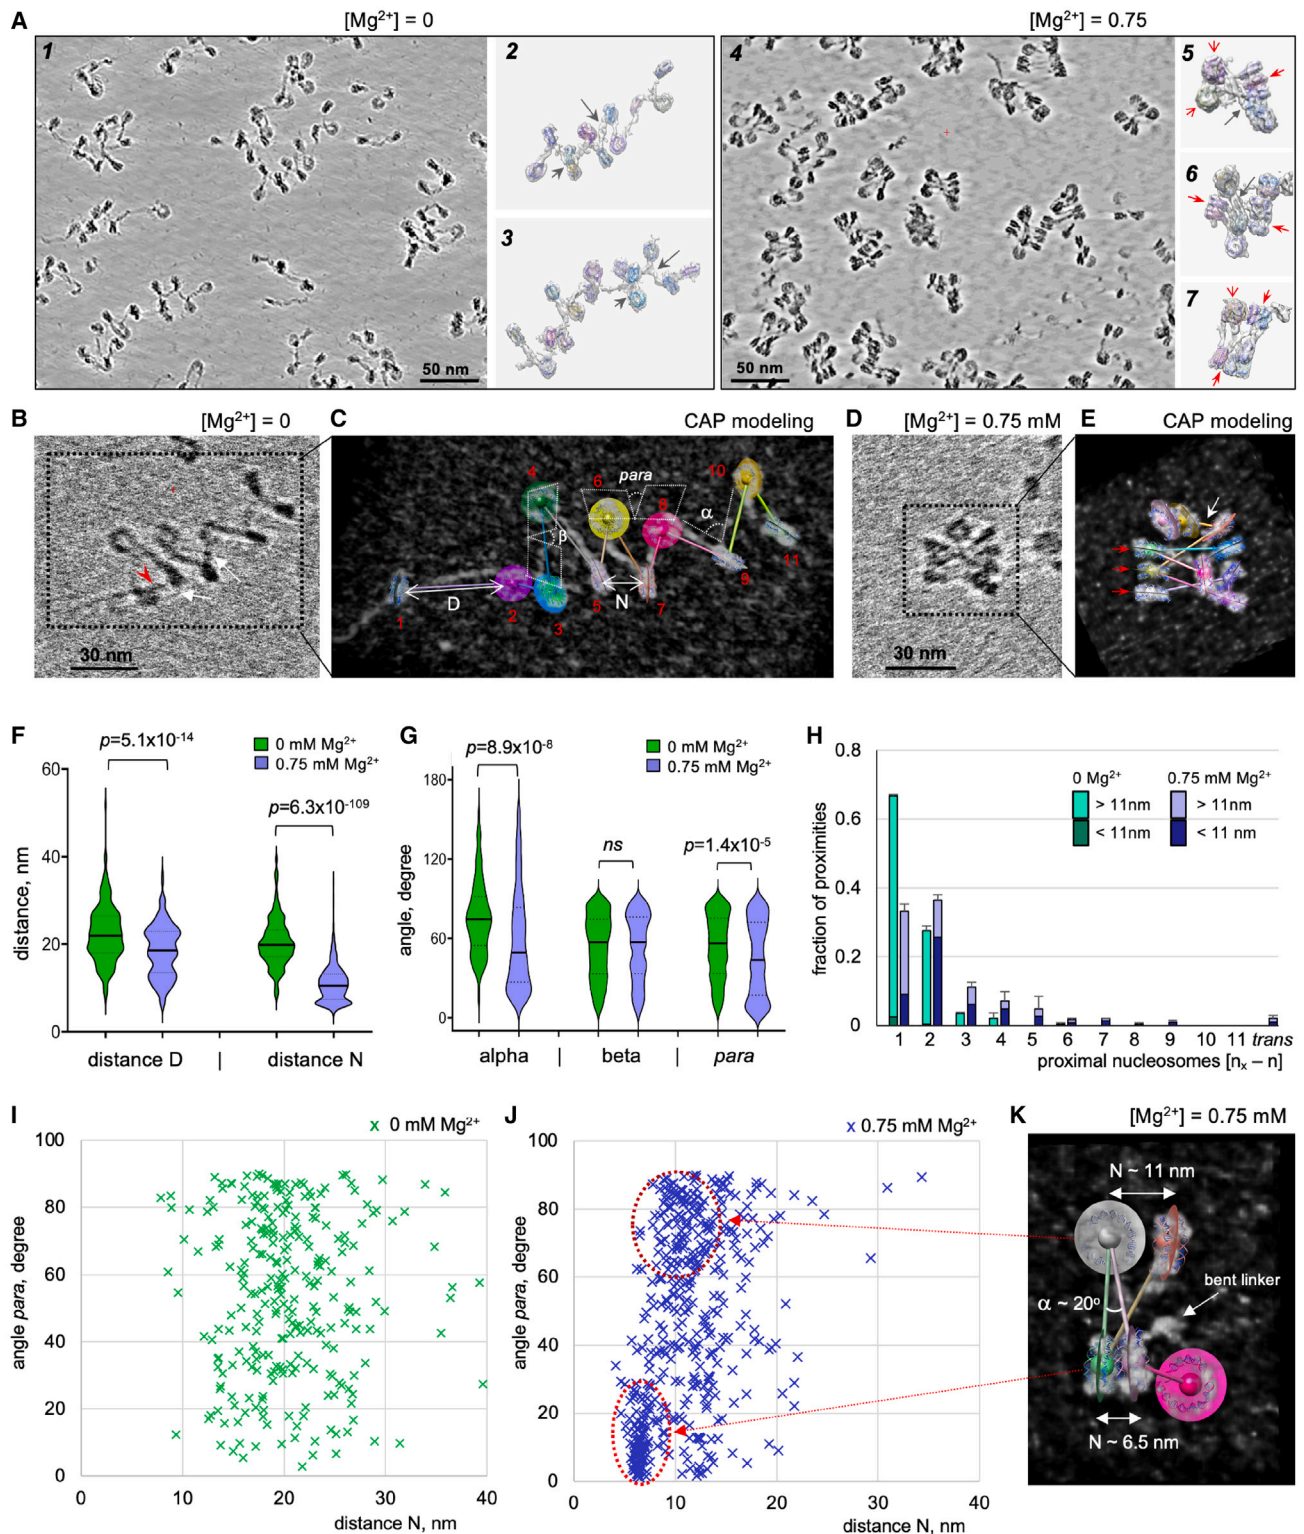 A [Mg²⁺] = 0 [Mg²⁺] = 0.75
1 2 4 5
6
3
7
50 nm 50 nm
B [Mg²⁺] = 0 C CAP modeling D [Mg²⁺] = 0.75 mM E CAP modeling
10
4 6 para
8 α
β
11
9
D N
1 2 5 7
3
30 nm 30 nm
F G H
p=5.1x10⁻¹⁴
0 mM Mg²⁺
0.75 mM Mg²⁺
p=6.3x10⁻¹⁰⁹
distance, nm
60
40
20
0
distance D | distance N
p=8.9x10⁻⁸
0 mM Mg²⁺
0.75 mM Mg²⁺
ns
p=1.4x10⁻⁵
angle, degree
180
120
60
0
alpha | beta | para
0 Mg²⁺ 0.75 mM Mg²⁺
> 11nm > 11nm
< 11nm < 11 nm
fraction of proximities
0.8
0.6
0.4
0.2
0
1 2 3 4 5 6 7 8 9 10 11 trans
proximal nucleosomes [nₓ – n]
I x 0 mM Mg²⁺
angle para, degree
100
80
60
40
20
0
0 10 20 30 40
distance N, nm
J x 0.75 mM Mg²⁺
angle para, degree
100
80
60
40
20
0
0 10 20 30 40
distance N, nm
K [Mg²⁺] = 0.75 mM
N ~ 11 nm
bent linker
α ~ 20º
N ~ 6.5 nm